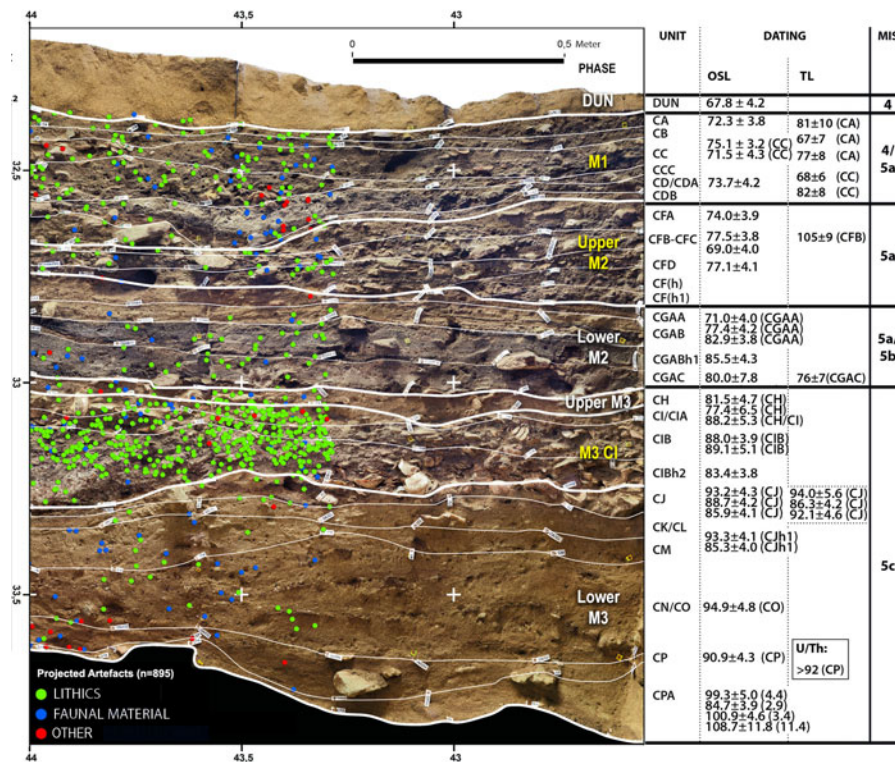 44 43,5 43
0 0,5 Meter
PHASE
DUN
M1
Upper
M2
Lower
M2
Upper M3
M3 CI
Lower
M3
33
33,5
Projected Artefacts (n=895)
LITHICS
FAUNAL MATERIAL
OTHER
44 43,5 43
UNIT DATING MIS
OSL TL
DUN 67.8 ± 4.2 4
CA 72.3 ± 3.8 81±10 (CA)
CB 67±7 (CA)
75.1 ± 3.2 (CC) 4/
CC 71.5 ± 4.3 (CC) 77±8 (CA)
5a
CCC 68±6 (CC)
CD/CDA 73.7±4.2
CDB 82±8 (CC)
CFA 74.0±3.9
CFB-CFC 77.5±3.8 105±9 (CFB)
69.0±4.0 5a
CFD 77.1±4.1
CF(h)
CF(h1)
CGAA 71.0±4.0 (CGAA)
CGAB 77.4±4.2 (CGAA) 5a/
82.9±3.8 (CGAA)
CGABh1 85.5±4.3 5b
CGAC 80.0±7.8 76±7(CGAC)
CH 81.5±4.7 (CH)
CI/CIA 77.4±6.5 (CH)
88.2±5.3 (CH/CI)
CIB 88.0±3.9 (CIB)
89.1±5.1 (CIB)
CIBh2 83.4±3.8
CJ 93.2±4.3 (CJ) 94.0±5.6 (CJ)
88.7±4.2 (CJ) 86.3±4.2 (CJ)
85.9±4.1 (CJ) 92.1±4.6 (CJ)
CK/CL
93.3±4.1 (CJh1)
CM 85.3±4.0 (CJh1)
5c
CN/CO 94.9±4.8 (CO)
U/Th:
CP 90.9±4.3 (CP) >92 (CP)
CPA 99.3±5.0 (4.4)
84.7±3.9 (2.9)
100.9±4.6 (3.4)
108.7±11.8 (11.4)